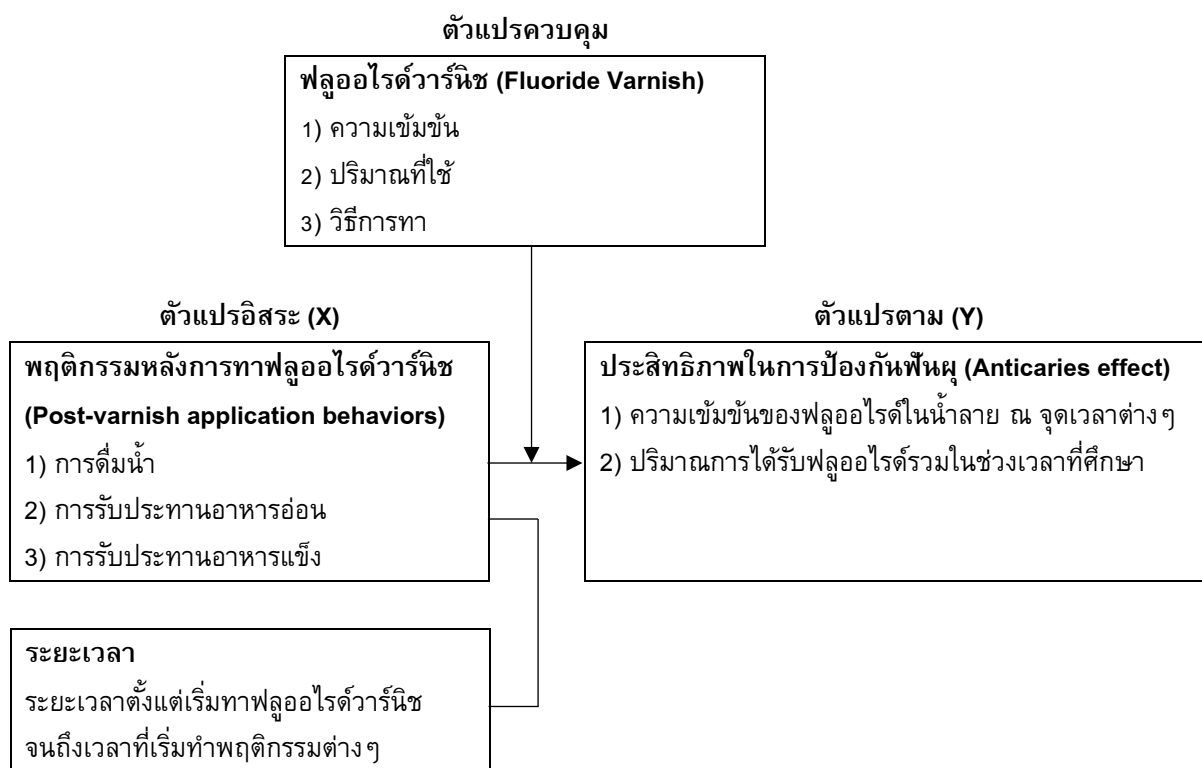 ตัวแปรควบคุม
ฟลูออไรด์วาร์นิช (Fluoride Varnish)
1) ความเข้มข้น
2) ปริมาณที่ใช้
3) วิธีการทา
ตัวแปรอิสระ (X)
พฤติกรรมหลังการทาฟลูออไรด์วาร์นิช
(Post-varnish application behaviors)
1) การดื่มน้ำ
2) การรับประทานอาหารอ่อน
3) การรับประทานอาหารแข็ง
ตัวแปรตาม (Y)
ประสิทธิภาพในการป้องกันฟันผุ (Anticaries effect)
1) ความเข้มข้นของฟลูออไรด์ในน้ำลาย ณ จุดเวลาต่างๆ
2) ปริมาณการได้รับฟลูออไรด์รวมในช่วงเวลาที่ศึกษา
ระยะเวลา
ระยะเวลาตั้งแต่เริ่มทาฟลูออไรด์วาร์นิช
จนถึงเวลาที่เริ่มทำพฤติกรรมต่างๆ